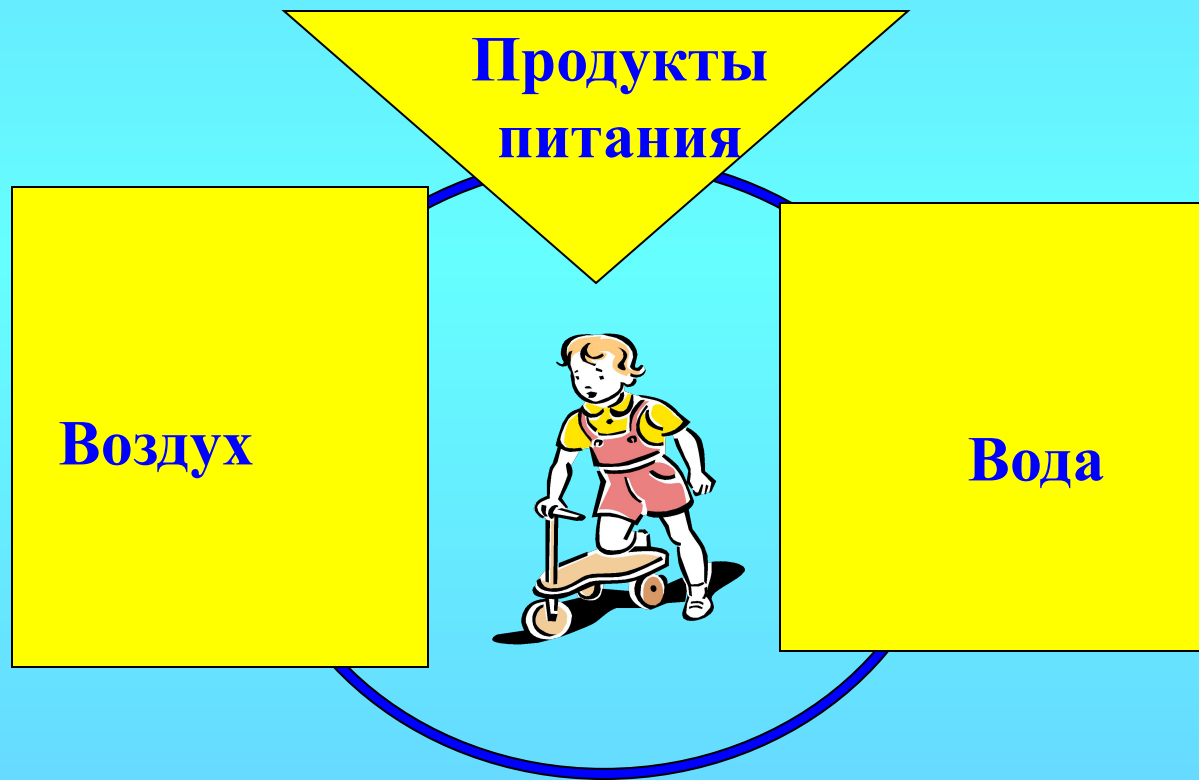 Продукты
питания
Воздух
Вода